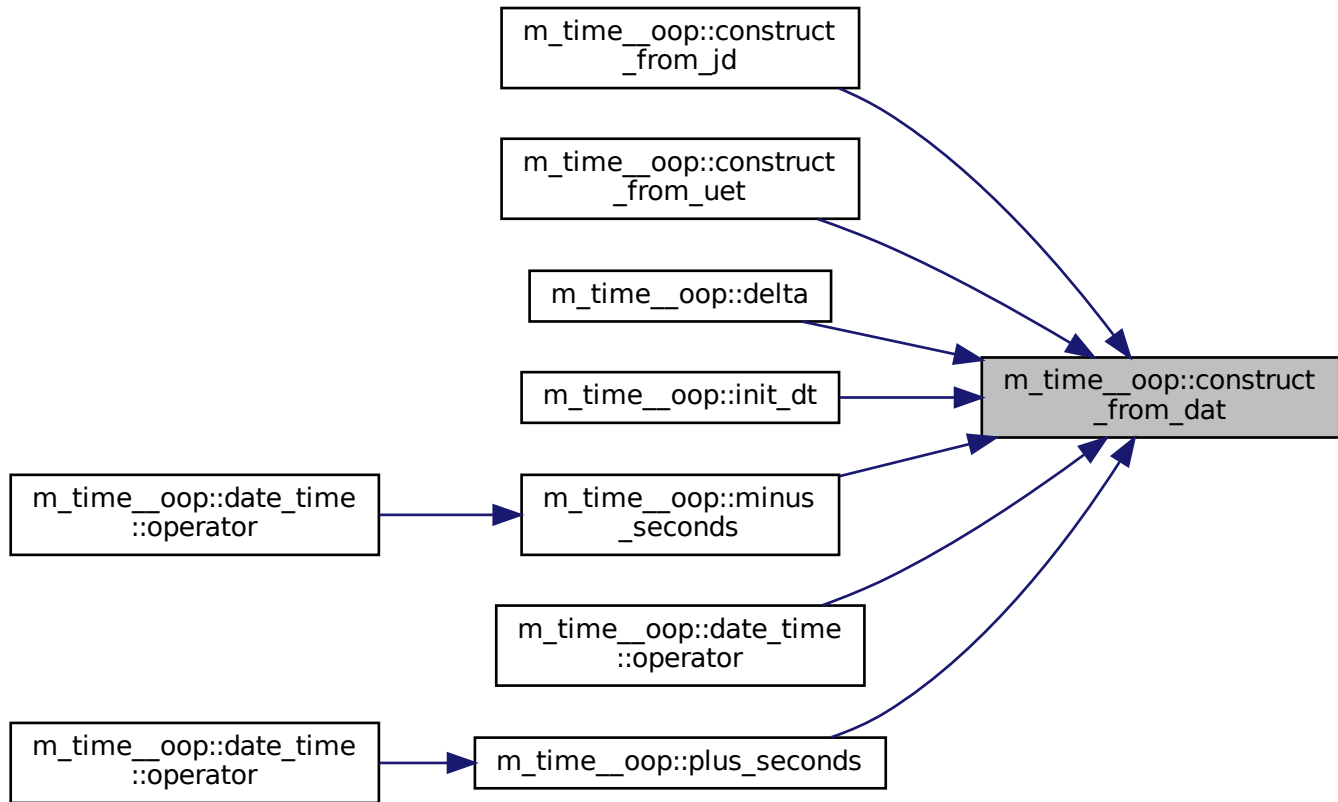 m_time__oop::construct
_from_jd
m_time__oop::construct
_from_uet
m_time__oop::delta
m_time__oop::init_dt
m_time__oop::construct
_from_dat
m_time__oop::date_time
::operator
m_time__oop::minus
_seconds
m_time__oop::date_time
::operator
m_time__oop::date_time
::operator
m_time__oop::plus_seconds